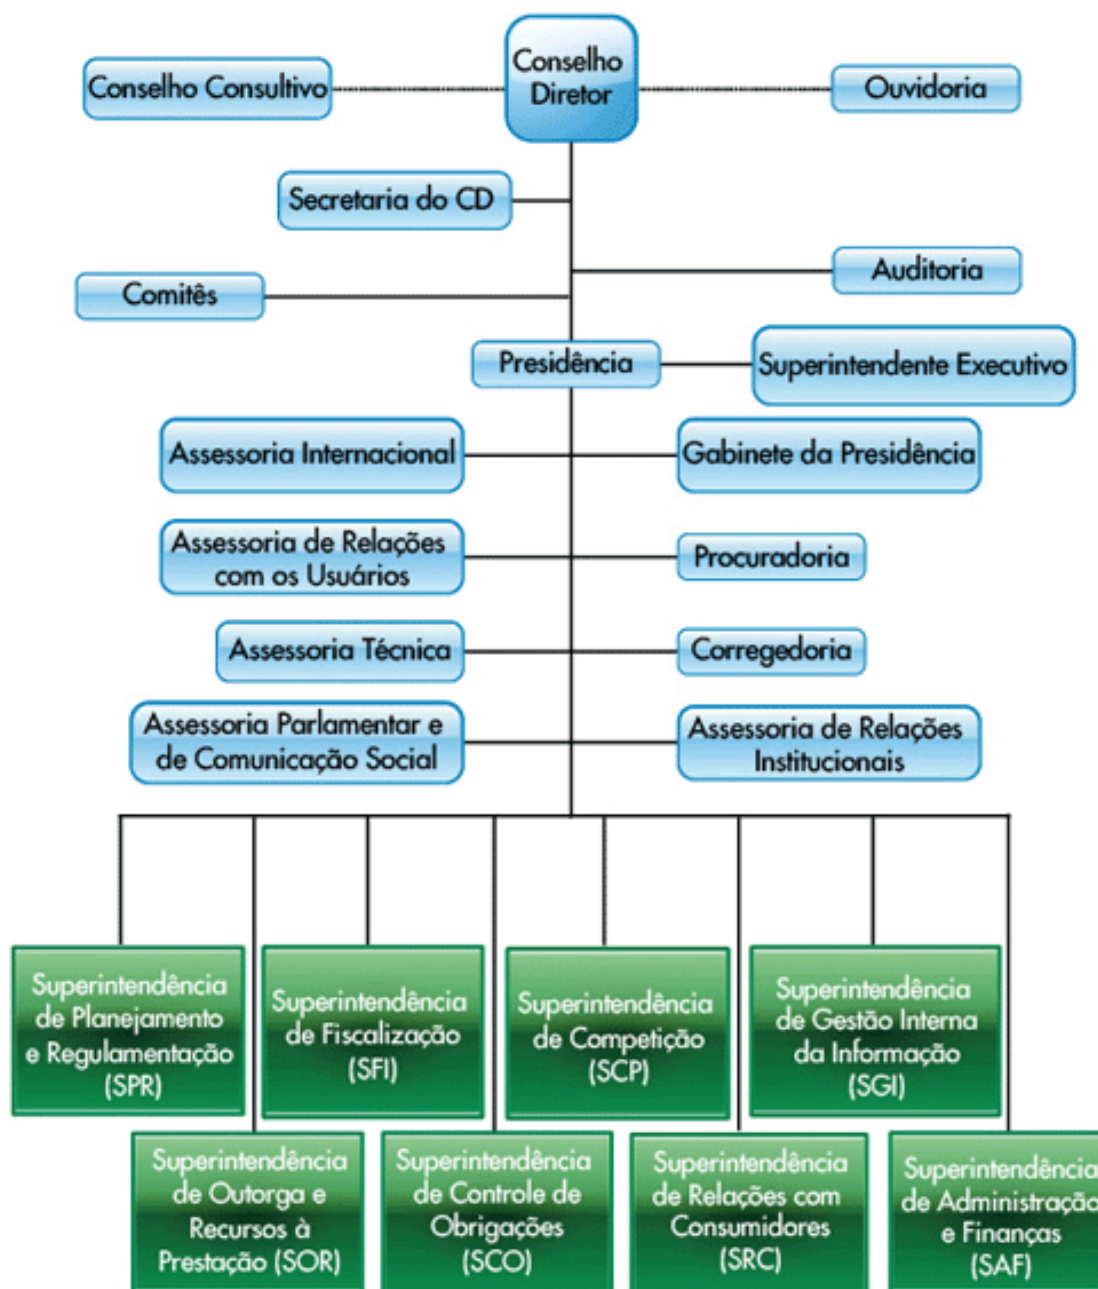 Conselho
Diretor
Conselho Consultivo
Ouvidoria
Secretaria do CD
Auditoria
Comitês
Presidência
Superintendente Executivo
Assessoria Internacional
Gabinete da Presidência
Assessoria de Relações
com os Usuários
Procuradoria
Assessoria Técnica
Corregedoria
Assessoria Parlamentar e
de Comunicação Social
Assessoria de Relações
Institucionais
Superintendência
de Planejamento
e Regulamentação
(SPR)
Superintendência
de Fiscalização
(SFI)
Superintendência
de Competição
(SCP)
Superintendência
de Gestão Interna
da Informação
(SGI)
Superintendência
de Outorga e
Recursos à
Prestação (SOR)
Superintendência
de Controle de
Obrigações
(SCO)
Superintendência
de Relações com
Consumidores
(SRC)
Superintendência
de Administração
e Finanças
(SAF)